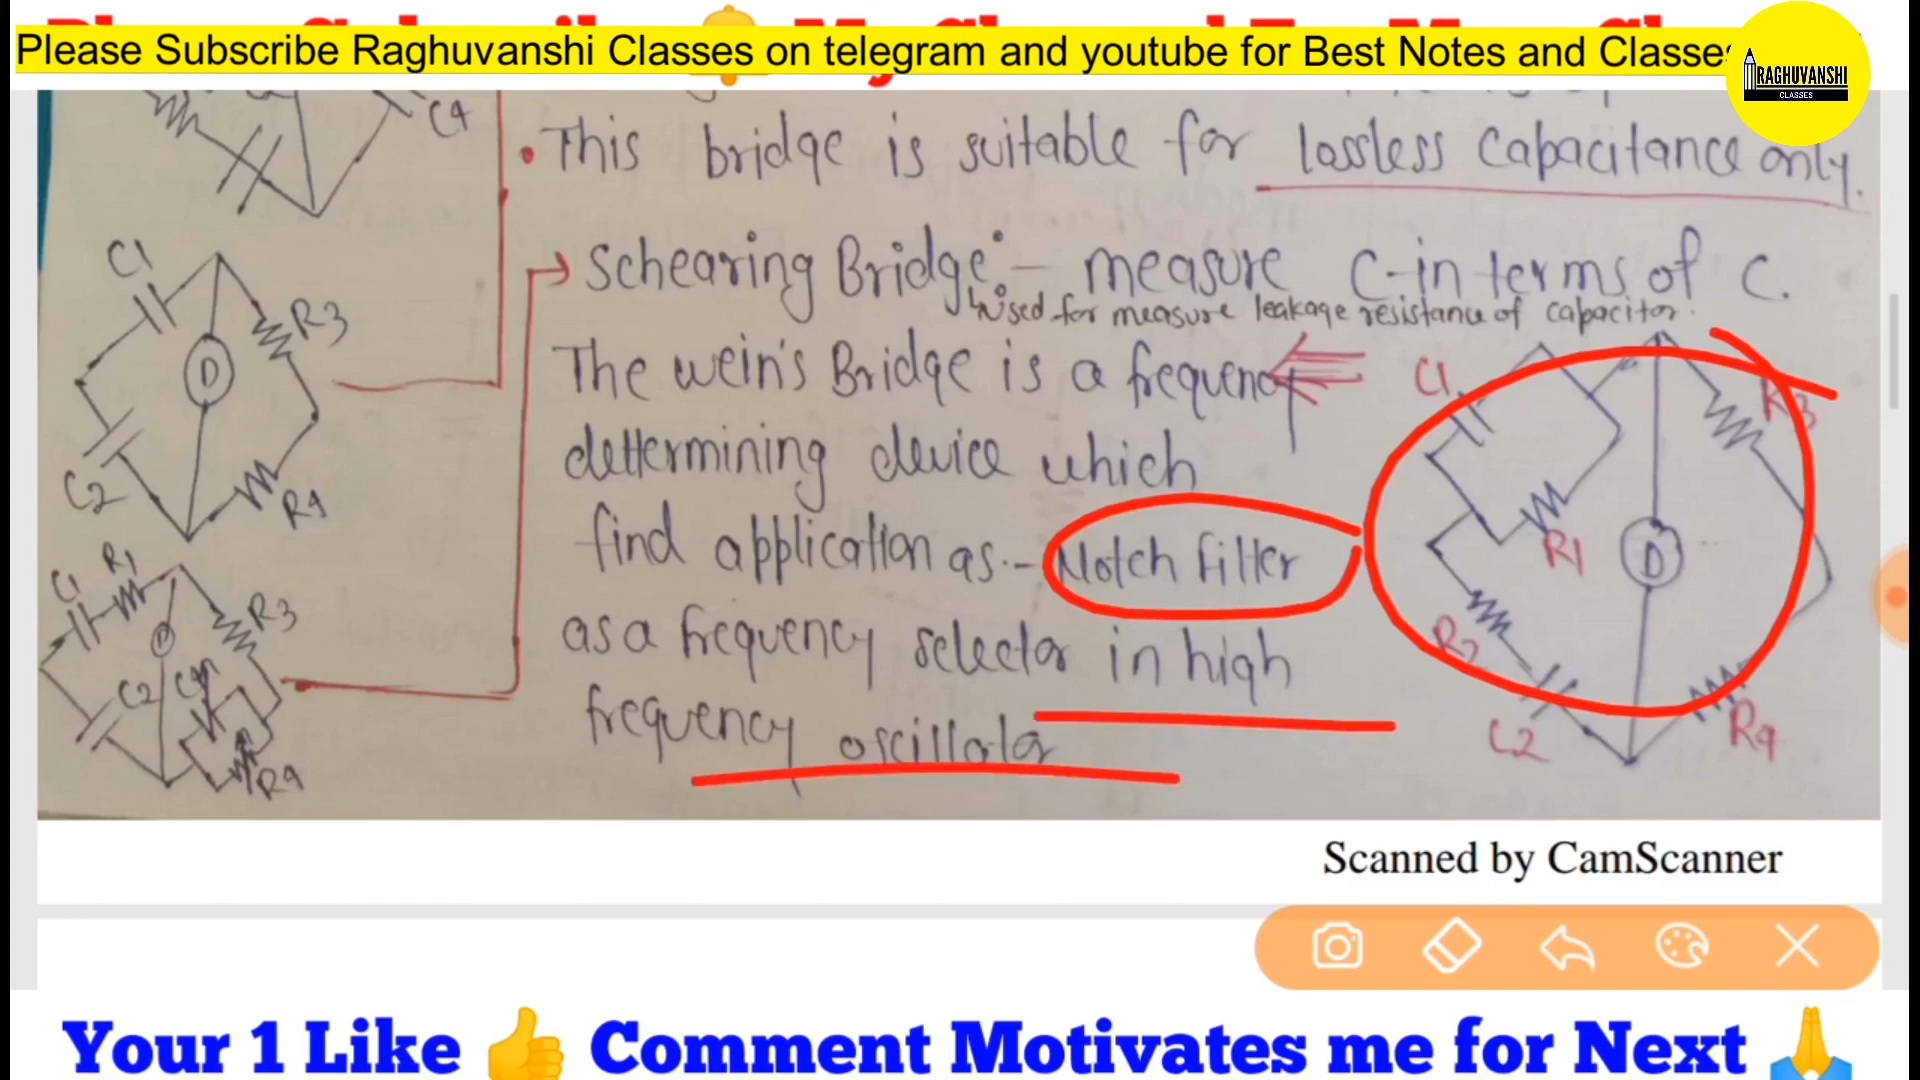 Please Subscribe Raghuvanshi Classes on telegram and youtube for Best Notes and Classes
RAGHUVANSHI
CLASSES
C4
• This bridge is suitable for lossless capacitance only.
→ Schearing Bridge:- measure C-in terms of C.
used for measure leakage resistance of capacitor.
The wein's Bridge is a frequency
dettermining device which
find application as:- Notch filter
as a frequency selector in high
frequency oscillator
C1
R3
D
C2
R4
C1 R1
R3
D
C2 C4
R4
C1
R3
R1
D
R2
C2
R4
Scanned by CamScanner
Your 1 Like 👍 Comment Motivates me for Next 🙏